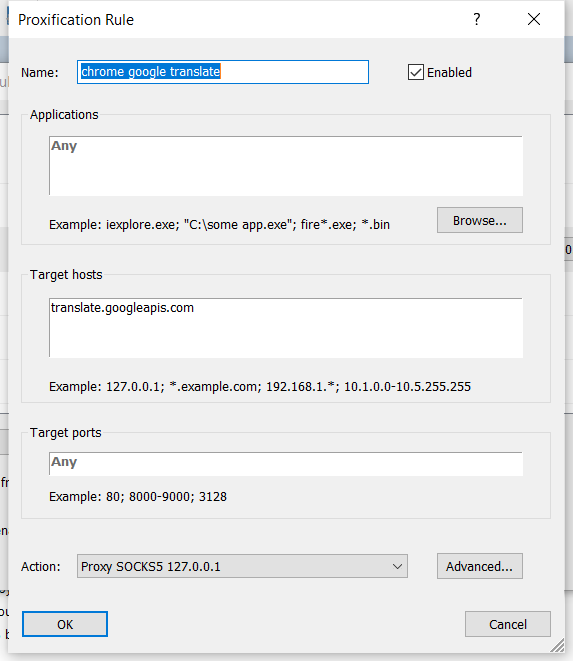 Proxification Rule
Name: chrome google translate Enabled
Applications
Any
Example: iexplore.exe; "C:\some app.exe"; fire*.exe; *.bin
Browse...
Target hosts
translate.googleapis.com
Example: 127.0.0.1; *.example.com; 192.168.1.*; 10.1.0.0-10.5.255.255
Target ports
Any
Example: 80; 8000-9000; 3128
Action: Proxy SOCKS5 127.0.0.1 Advanced...
OK Cancel